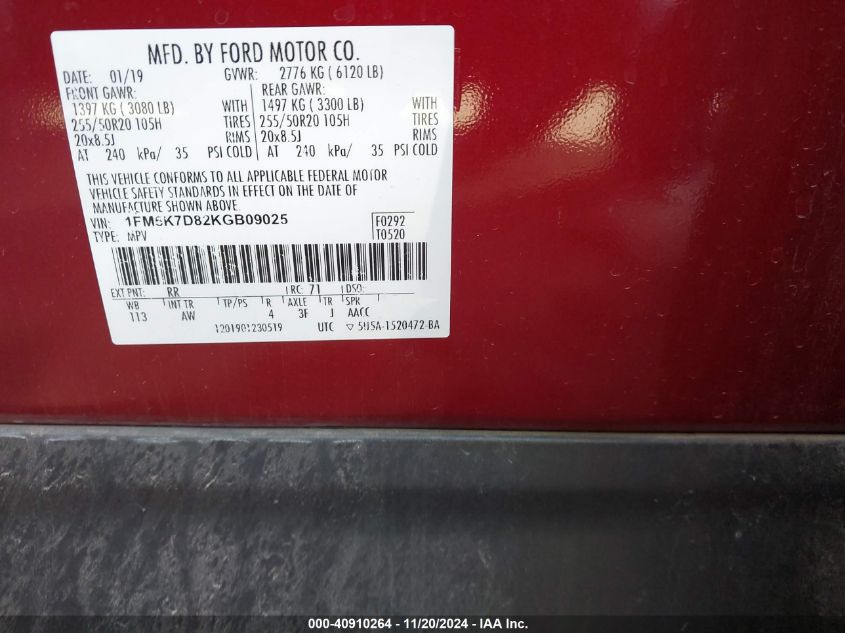 MFD. BY FORD MOTOR CO.
DATE: 01/19 GVWR: 2776 KG ( 6120 LB)
FRONT GAWR: REAR GAWR:
1397 KG ( 3080 LB) WITH 1497 KG ( 3300 LB) WITH
255/50R20 105H TIRES 255/50R20 105H TIRES
20x8.5J RIMS 20x8.5J RIMS
AT 240 kPa/ 35 PSI COLD AT 240 kPa/ 35 PSI COLD
THIS VEHICLE CONFORMS TO ALL APPLICABLE FEDERAL MOTOR
VEHICLE SAFETY STANDARDS IN EFFECT ON THE DATE OF
MANUFACTURE SHOWN ABOVE.
VIN: 1FM5K7D82KGB09025 F0292
TYPE: MPV T0520
EXT PNT: RR RC: 71 DSO:
WB INT TR TP/PS R AXLE TR SPR
113 AW 4 3F J AACC
1201901230519 UTC ▽ 5U5A-1520472-BA
000-40910264 - 11/20/2024 - IAA Inc.